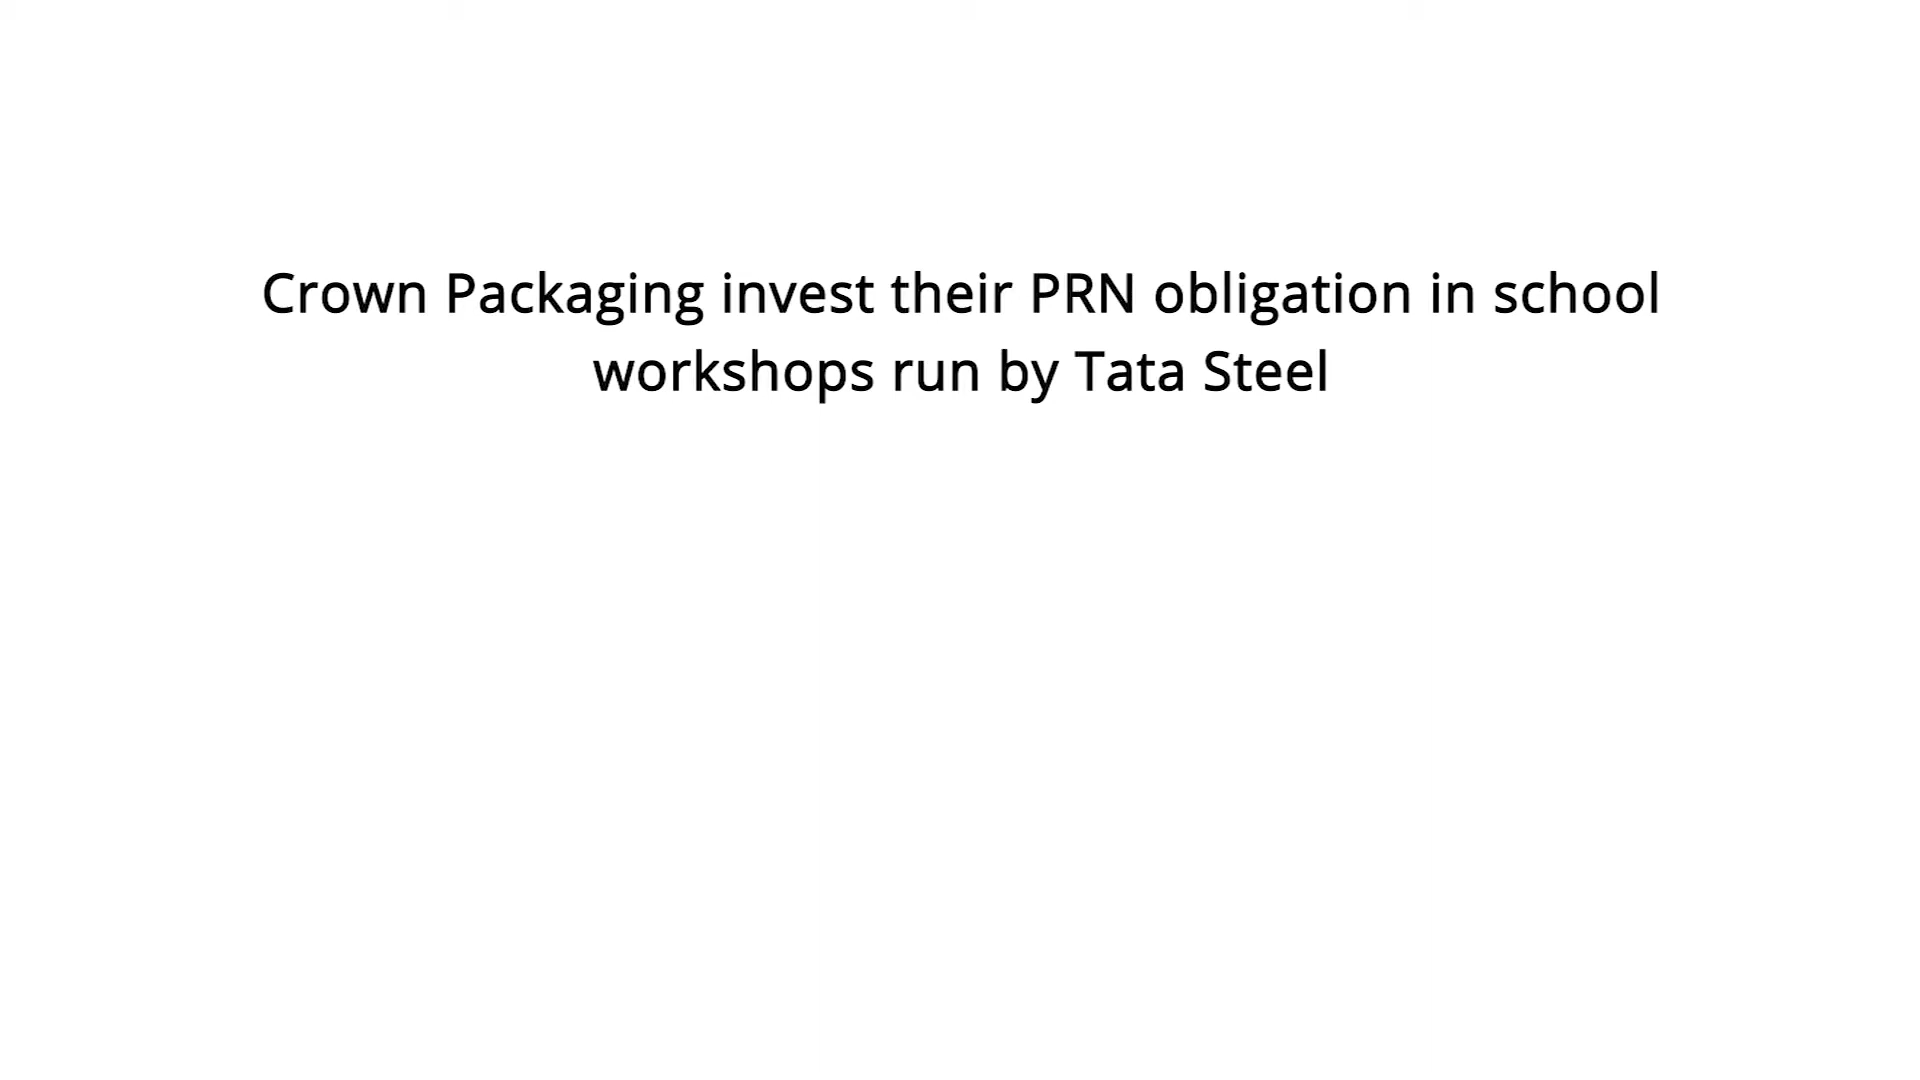 Crown Packaging invest their PRN obligation in school
workshops run by Tata Steel